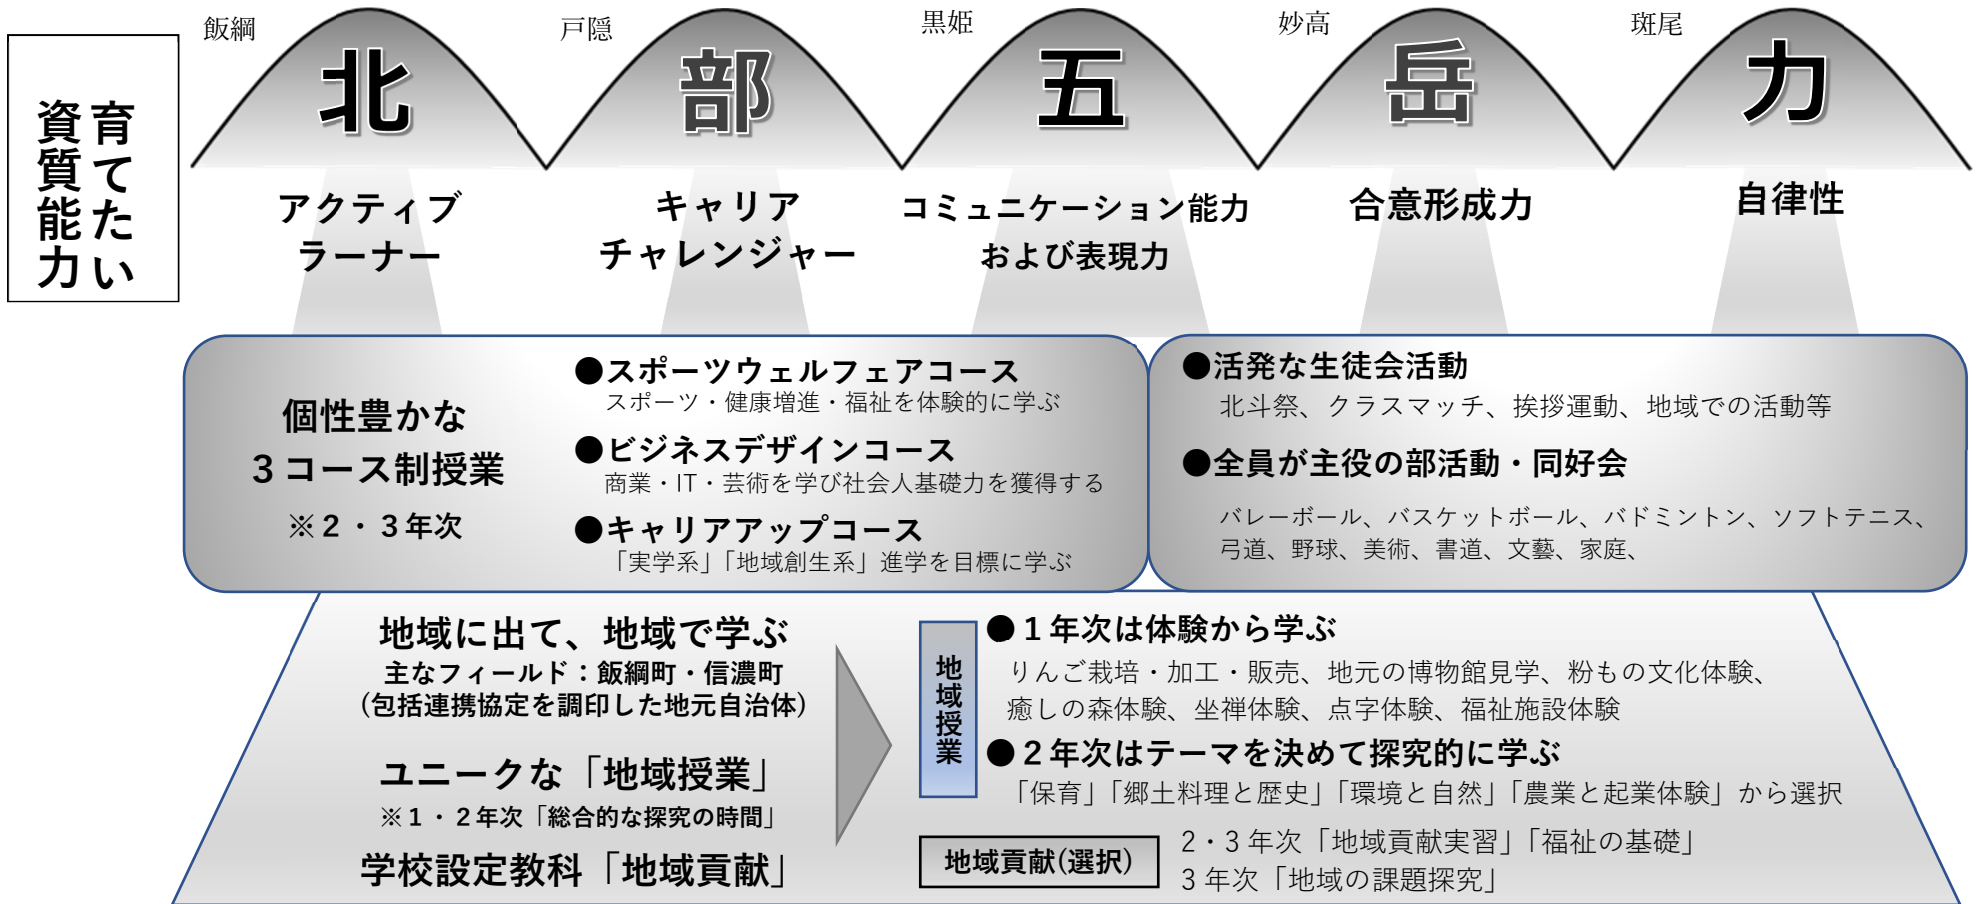 育てたい
資質能力
飯綱
戸隠
黒姫
妙高
斑尾
北
部
五
岳
力
アクティブ
ラーナー
キャリア
チャレンジャー
コミュニケーション能力
および表現力
合意形成力
自律性
個性豊かな
3コース制授業
※2・3年次
●スポーツウェルフェアコース
スポーツ・健康増進・福祉を体験的に学ぶ
●ビジネスデザインコース
商業・IT・芸術を学び社会人基礎力を獲得する
●キャリアアップコース
「実学系」「地域創生系」進学を目標に学ぶ
●活発な生徒会活動
北斗祭、クラスマッチ、挨拶運動、地域での活動等
●全員が主役の部活動・同好会
バレーボール、バスケットボール、バドミントン、ソフトテニス、
弓道、野球、美術、書道、文藝、家庭、
地域に出て、地域で学ぶ
主なフィールド：飯綱町・信濃町
(包括連携協定を調印した地元自治体)
ユニークな「地域授業」
※1・2年次「総合的な探究の時間」
学校設定教科「地域貢献」
地域授業
●1年次は体験から学ぶ
りんご栽培・加工・販売、地元の博物館見学、粉もの文化体験、
癒しの森体験、坐禅体験、点字体験、福祉施設体験
●2年次はテーマを決めて探究的に学ぶ
「保育」「郷土料理と歴史」「環境と自然」「農業と起業体験」から選択
地域貢献(選択)
2・3年次「地域貢献実習」「福祉の基礎」
3年次「地域の課題探究」